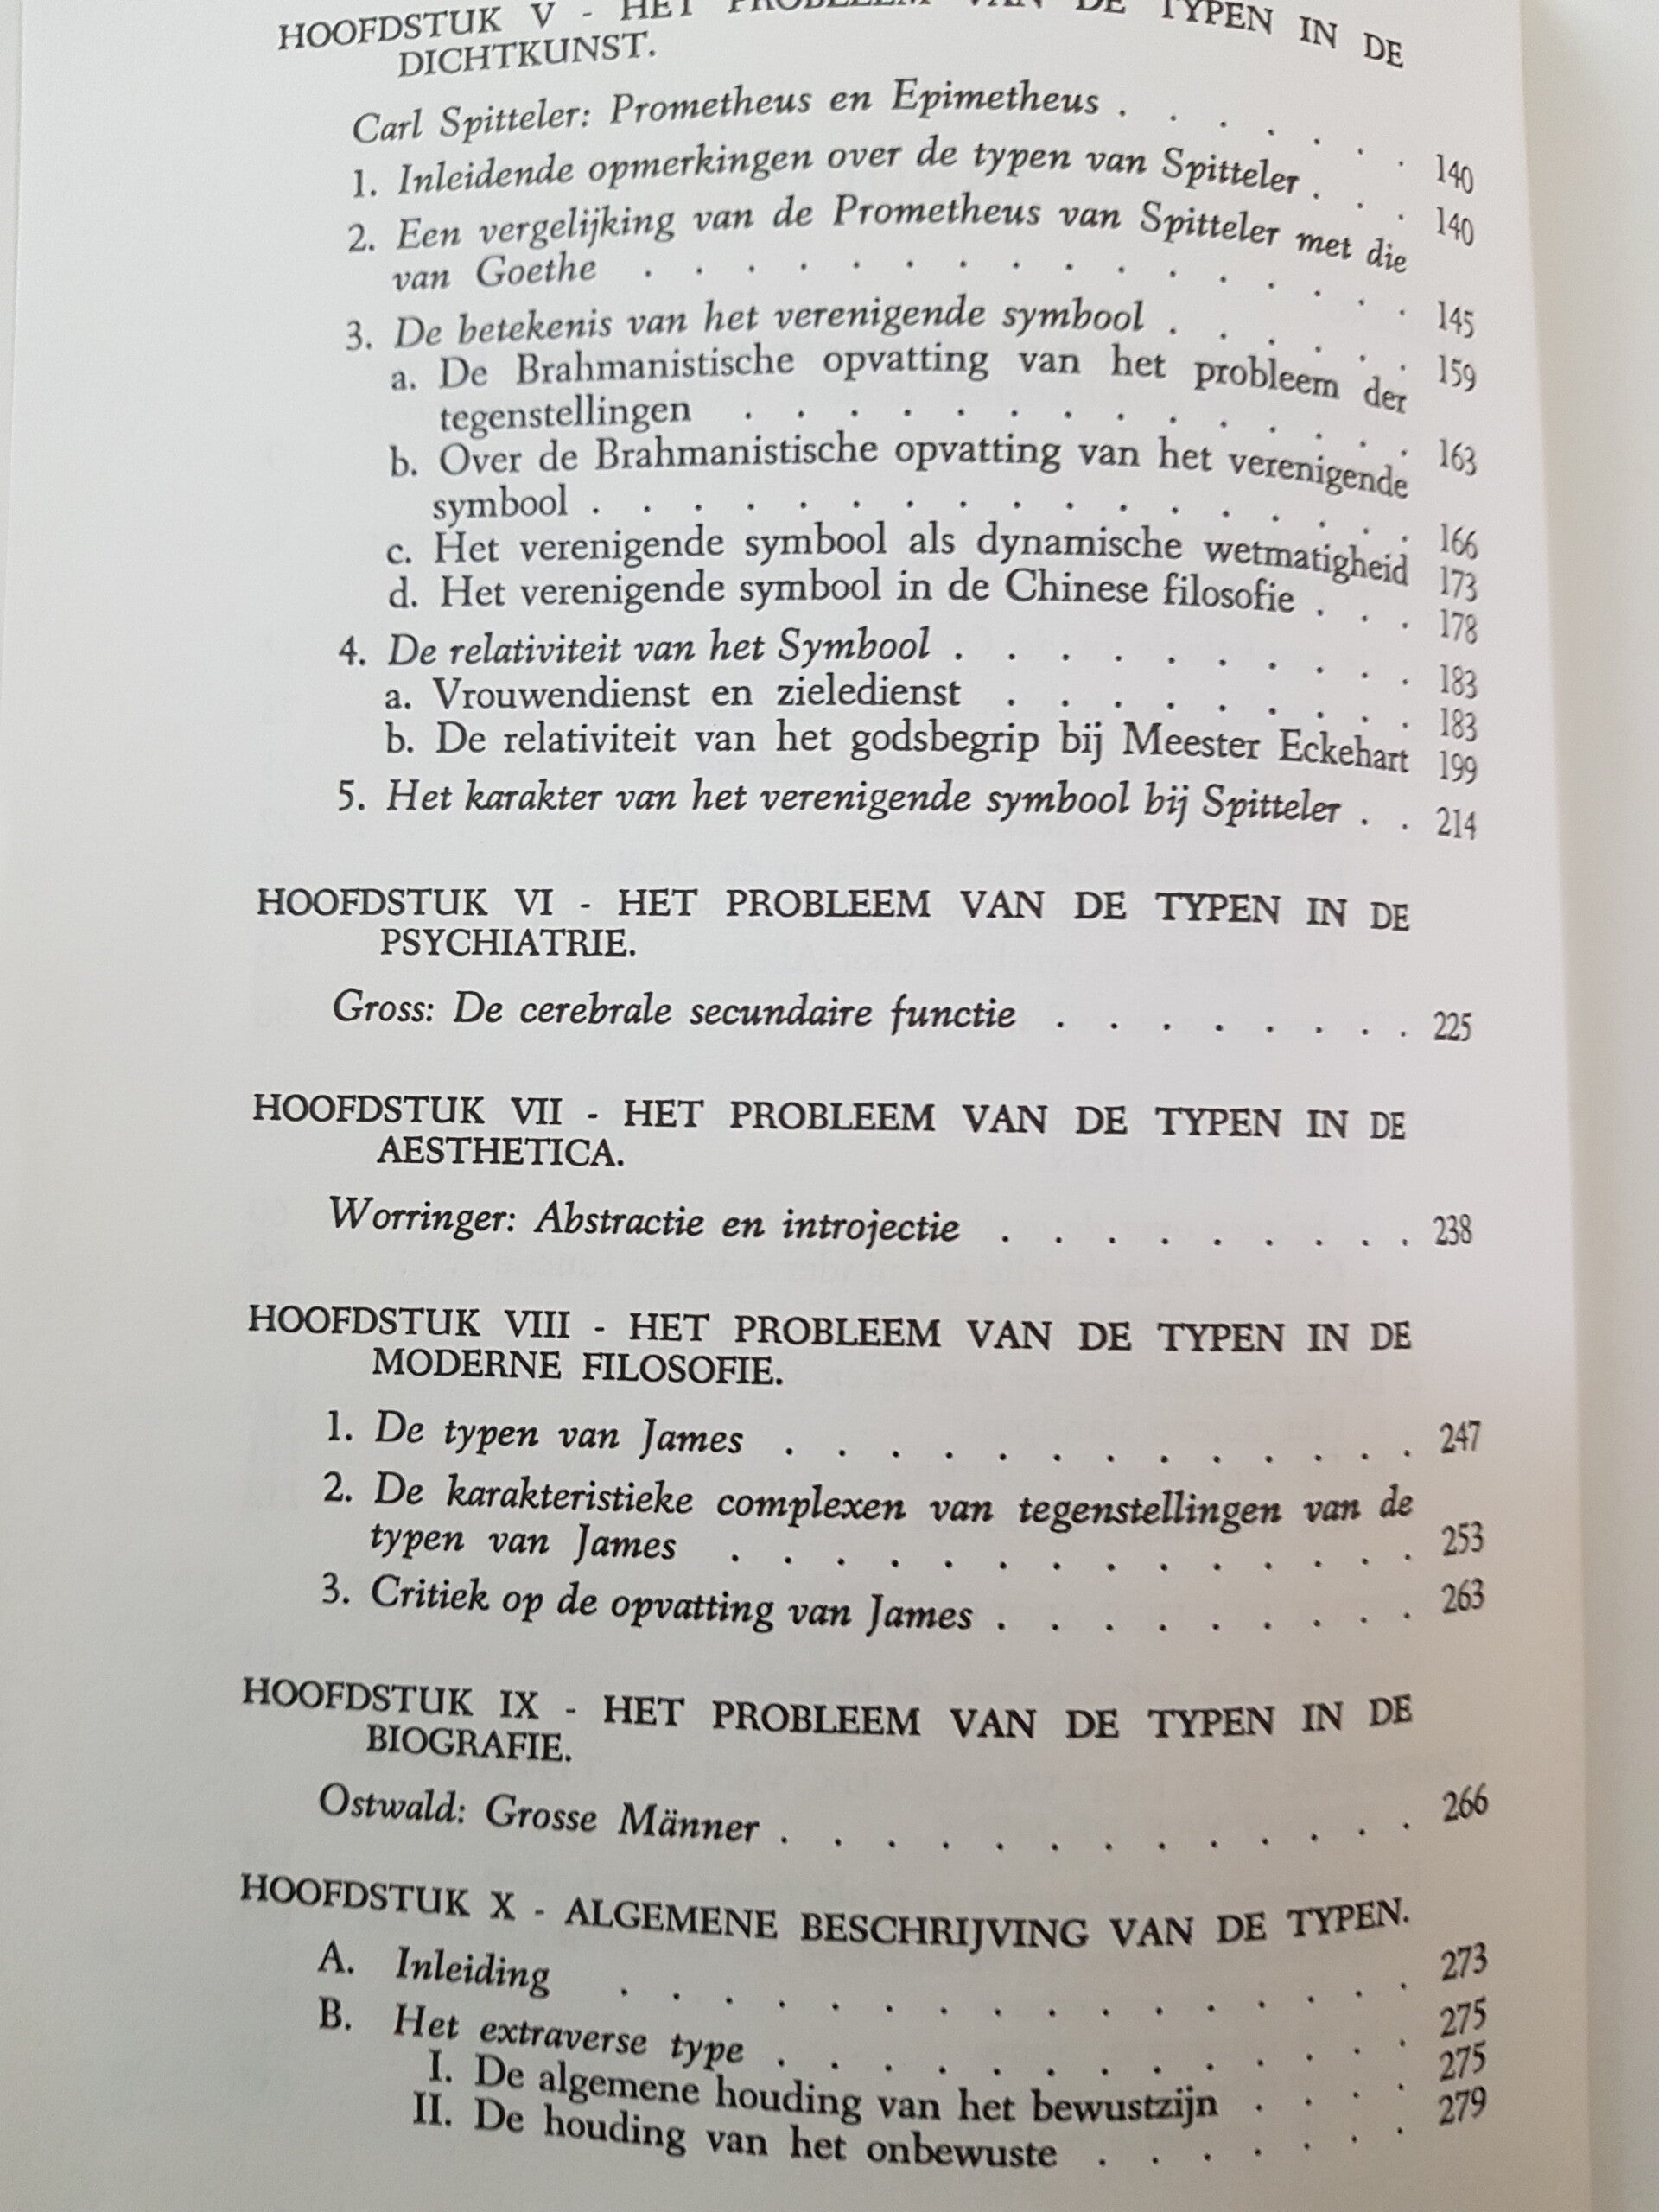 HOOFDSTUK V - HET PROBLEEM VAN DE TYPEN IN DE
DICHTKUNST.
Carl Spitteler: Prometheus en Epimetheus . . . . . . . 140
1. Inleidende opmerkingen over de typen van Spitteler . . . 140
2. Een vergelijking van de Prometheus van Spitteler met die
van Goethe . . . . . . . . . . . . . . . 145
3. De betekenis van het verenigende symbool . . . . . . 159
a. De Brahmanistische opvatting van het probleem der
tegenstellingen . . . . . . . . . . . . . 163
b. Over de Brahmanistische opvatting van het verenigende
symbool . . . . . . . . . . . . . . . . 166
c. Het verenigende symbool als dynamische wetmatigheid 173
d. Het verenigende symbool in de Chinese filosofie . . . 178
4. De relativiteit van het Symbool . . . . . . . . . 183
a. Vrouwendienst en zieledienst . . . . . . . . 183
b. De relativiteit van het godsbegrip bij Meester Eckehart 199
5. Het karakter van het verenigende symbool bij Spitteler . . 214
HOOFDSTUK VI - HET PROBLEEM VAN DE TYPEN IN DE
PSYCHIATRIE.
Gross: De cerebrale secundaire functie . . . . . . . . 225
HOOFDSTUK VII - HET PROBLEEM VAN DE TYPEN IN DE
AESTHETICA.
Worringer: Abstractie en introjectie . . . . . . . . . 238
HOOFDSTUK VIII - HET PROBLEEM VAN DE TYPEN IN DE
MODERNE FILOSOFIE.
1. De typen van James . . . . . . . . . . . . . 247
2. De karakteristieke complexen van tegenstellingen van de
typen van James . . . . . . . . . . . . . . 253
3. Critiek op de opvatting van James . . . . . . . . . 263
HOOFDSTUK IX - HET PROBLEEM VAN DE TYPEN IN DE
BIOGRAFIE.
Ostwald: Grosse Männer . . . . . . . . . . . . . 266
HOOFDSTUK X - ALGEMENE BESCHRIJVING VAN DE TYPEN.
A. Inleiding . . . . . . . . . . . . . . . . 273
B. Het extraverse type . . . . . . . . . . . . . 275
I. De algemene houding van het bewustzijn . . . . 275
II. De houding van het onbewuste . . . . . . . 279